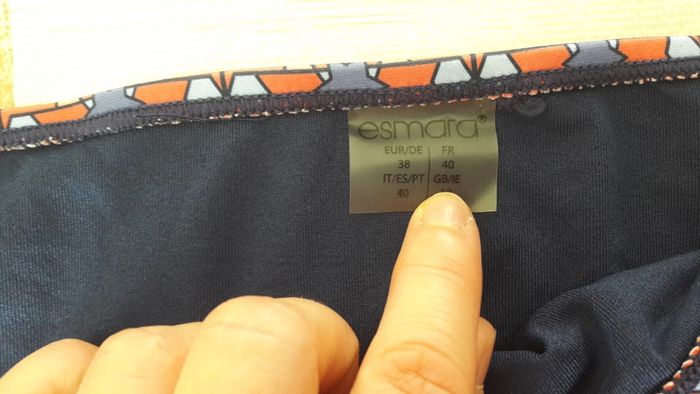 esmara®
EUR/DE FR
38 40
IT/ES/PT GB/IE
40